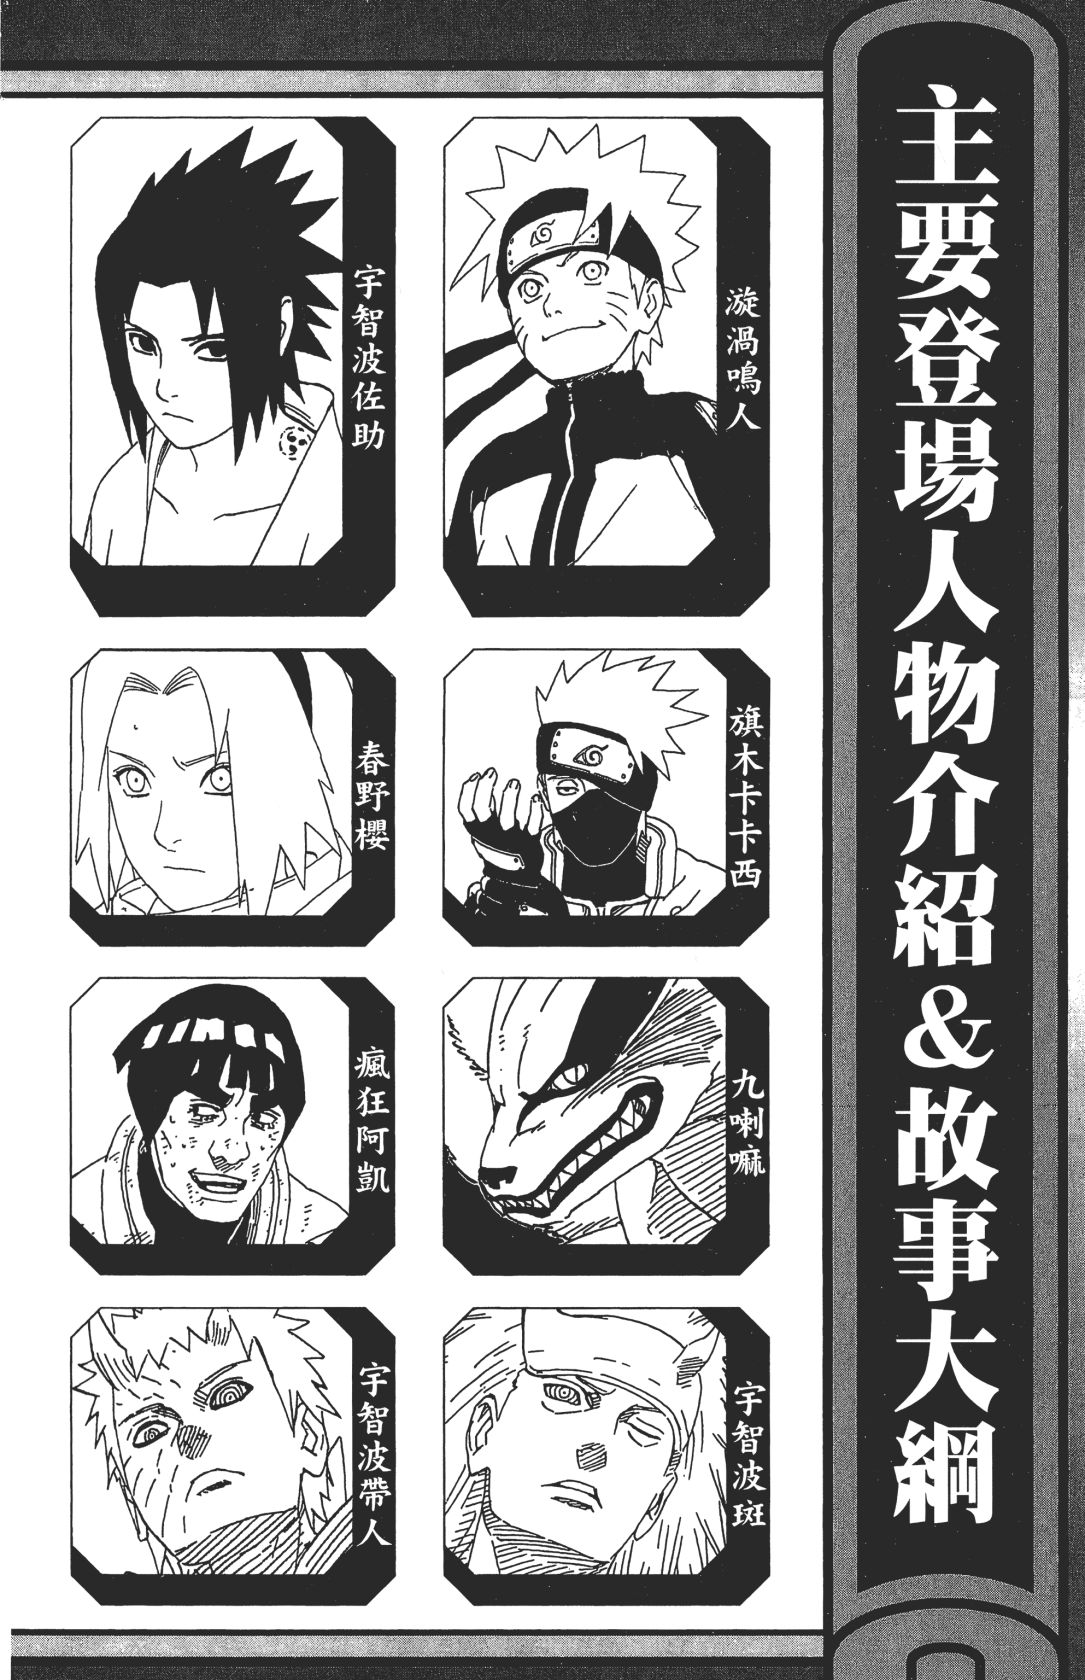 主要登場人物介紹&故事大綱
漩渦鳴人
宇智波佐助
旗木卡卡西
春野櫻
九喇嘛
瘋狂阿凱
宇智波斑
宇智波帶人